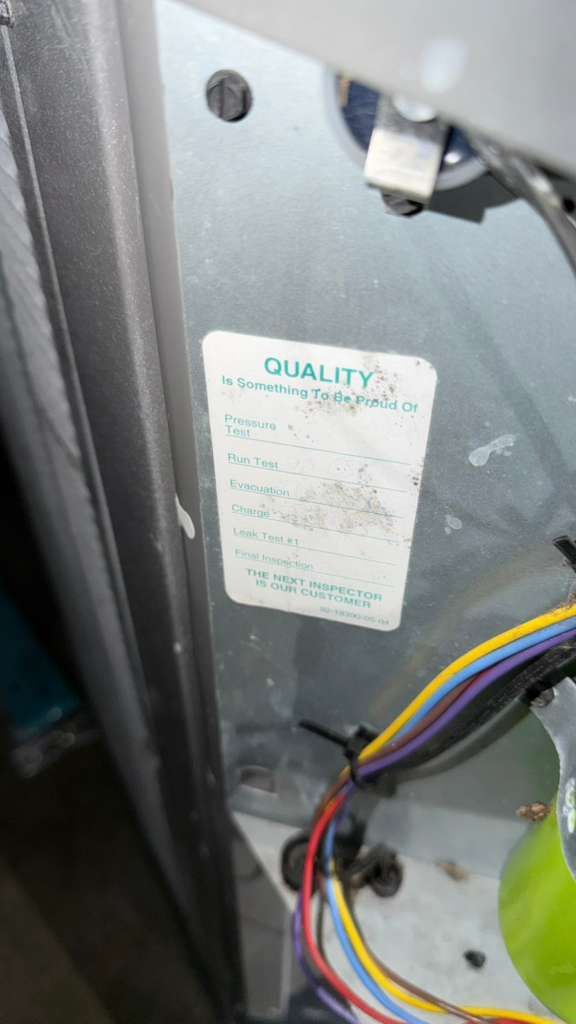 QUALITY
Is Something To Be Proud Of
Pressure
Test
Run Test
Evacuation
Charge
Leak Test #1
Final Inspection
THE NEXT INSPECTOR
IS OUR CUSTOMER